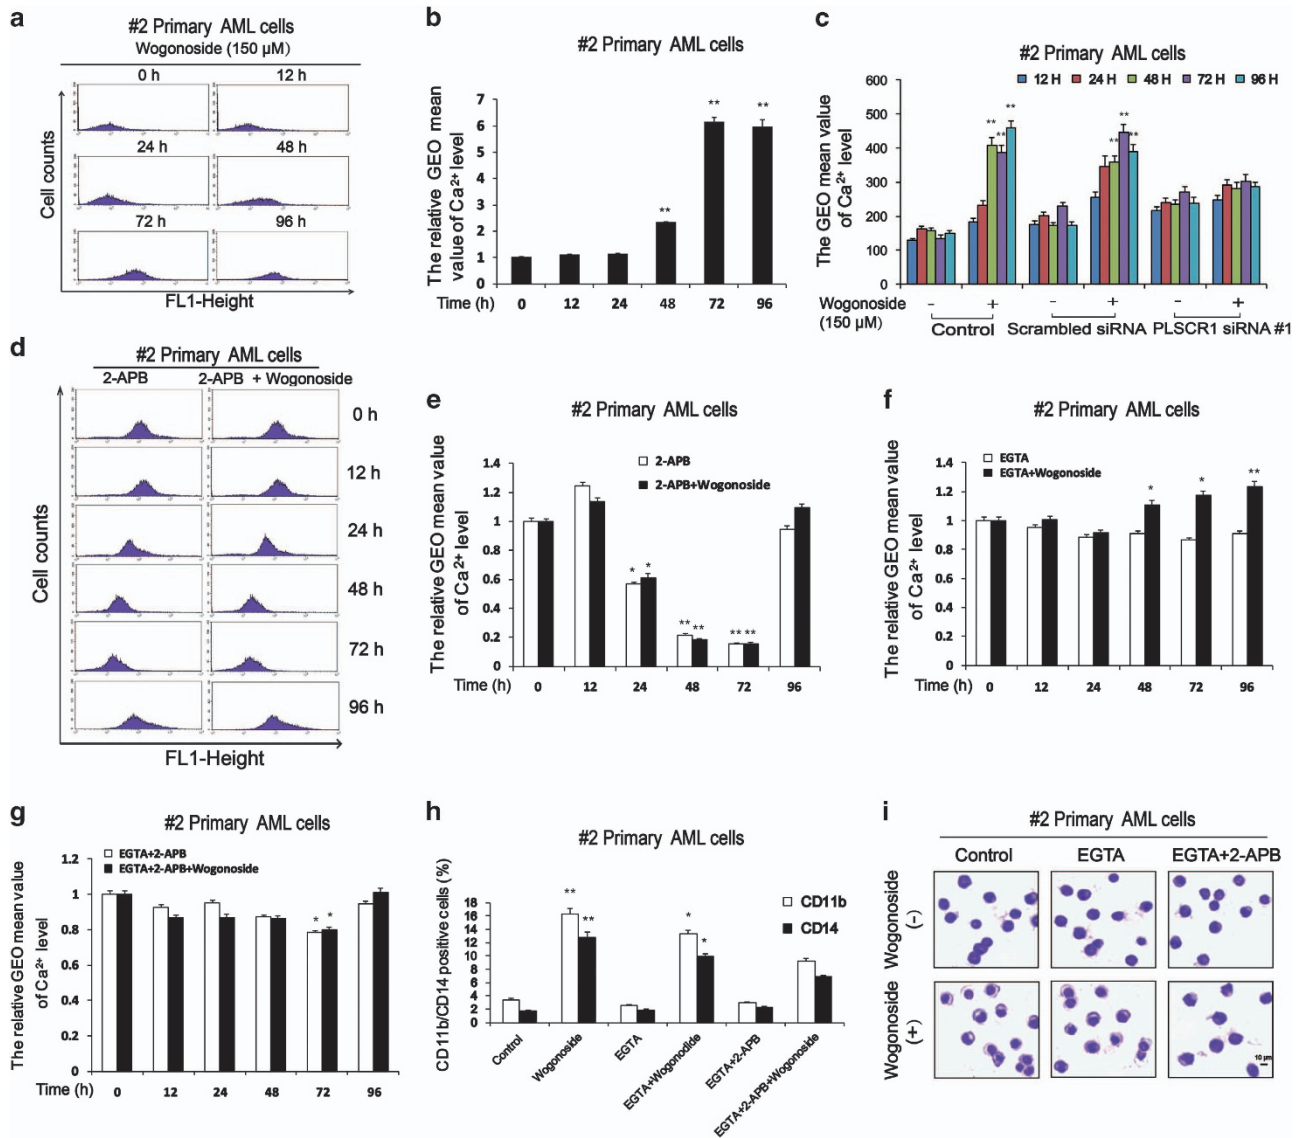 a
#2 Primary AML cells
Wogonoside (150 µM)
0 h 12 h
24 h 48 h
72 h 96 h
Cell counts
FL1-Height
b
#2 Primary AML cells
The relative GEO mean
value of Ca²⁺ level
7
6
5
4
3
2
1
0
Time (h) 0 12 24 48 72 96
** ** **
c
#2 Primary AML cells
12 H 24 H 48 H 72 H 96 H
The GEO mean value
of Ca²⁺ level
600
500
400
300
200
100
0
** ** ** ** ** **
Wogonoside - + - + - +
(150 µM)
Control Scrambled siRNA PLSCR1 siRNA #1
d
#2 Primary AML cells
2-APB 2-APB + Wogonoside
0 h
12 h
24 h
48 h
72 h
96 h
Cell counts
FL1-Height
e
#2 Primary AML cells
2-APB
2-APB+Wogonoside
The relative GEO mean value
of Ca²⁺ level
1.4
1.2
1
0.8
0.6
0.4
0.2
0
* * ** ** ** **
Time (h) 0 12 24 48 72 96
f
#2 Primary AML cells
EGTA
EGTA+Wogonoside
The relative GEO mean value
of Ca²⁺ level
1.4
1.2
1
0.8
0.6
0.4
0.2
0
* * **
Time (h) 0 12 24 48 72 96
g
#2 Primary AML cells
EGTA+2-APB
EGTA+2-APB+Wogonoside
The relative GEO mean value
of Ca²⁺ level
1.2
1
0.8
0.6
0.4
0.2
0
* *
Time (h) 0 12 24 48 72 96
h
#2 Primary AML cells
CD11b
CD14
CD11b/CD14 positive cells (%)
18
16
14
12
10
8
6
4
2
0
** ** * *
Control
Wogonoside
EGTA
EGTA+Wogonodide
EGTA+2-APB
EGTA+2-APB+Wogonoside
i
#2 Primary AML cells
Control EGTA EGTA+2-APB
Wogonoside
(-)
Wogonoside
(+)
10 µm